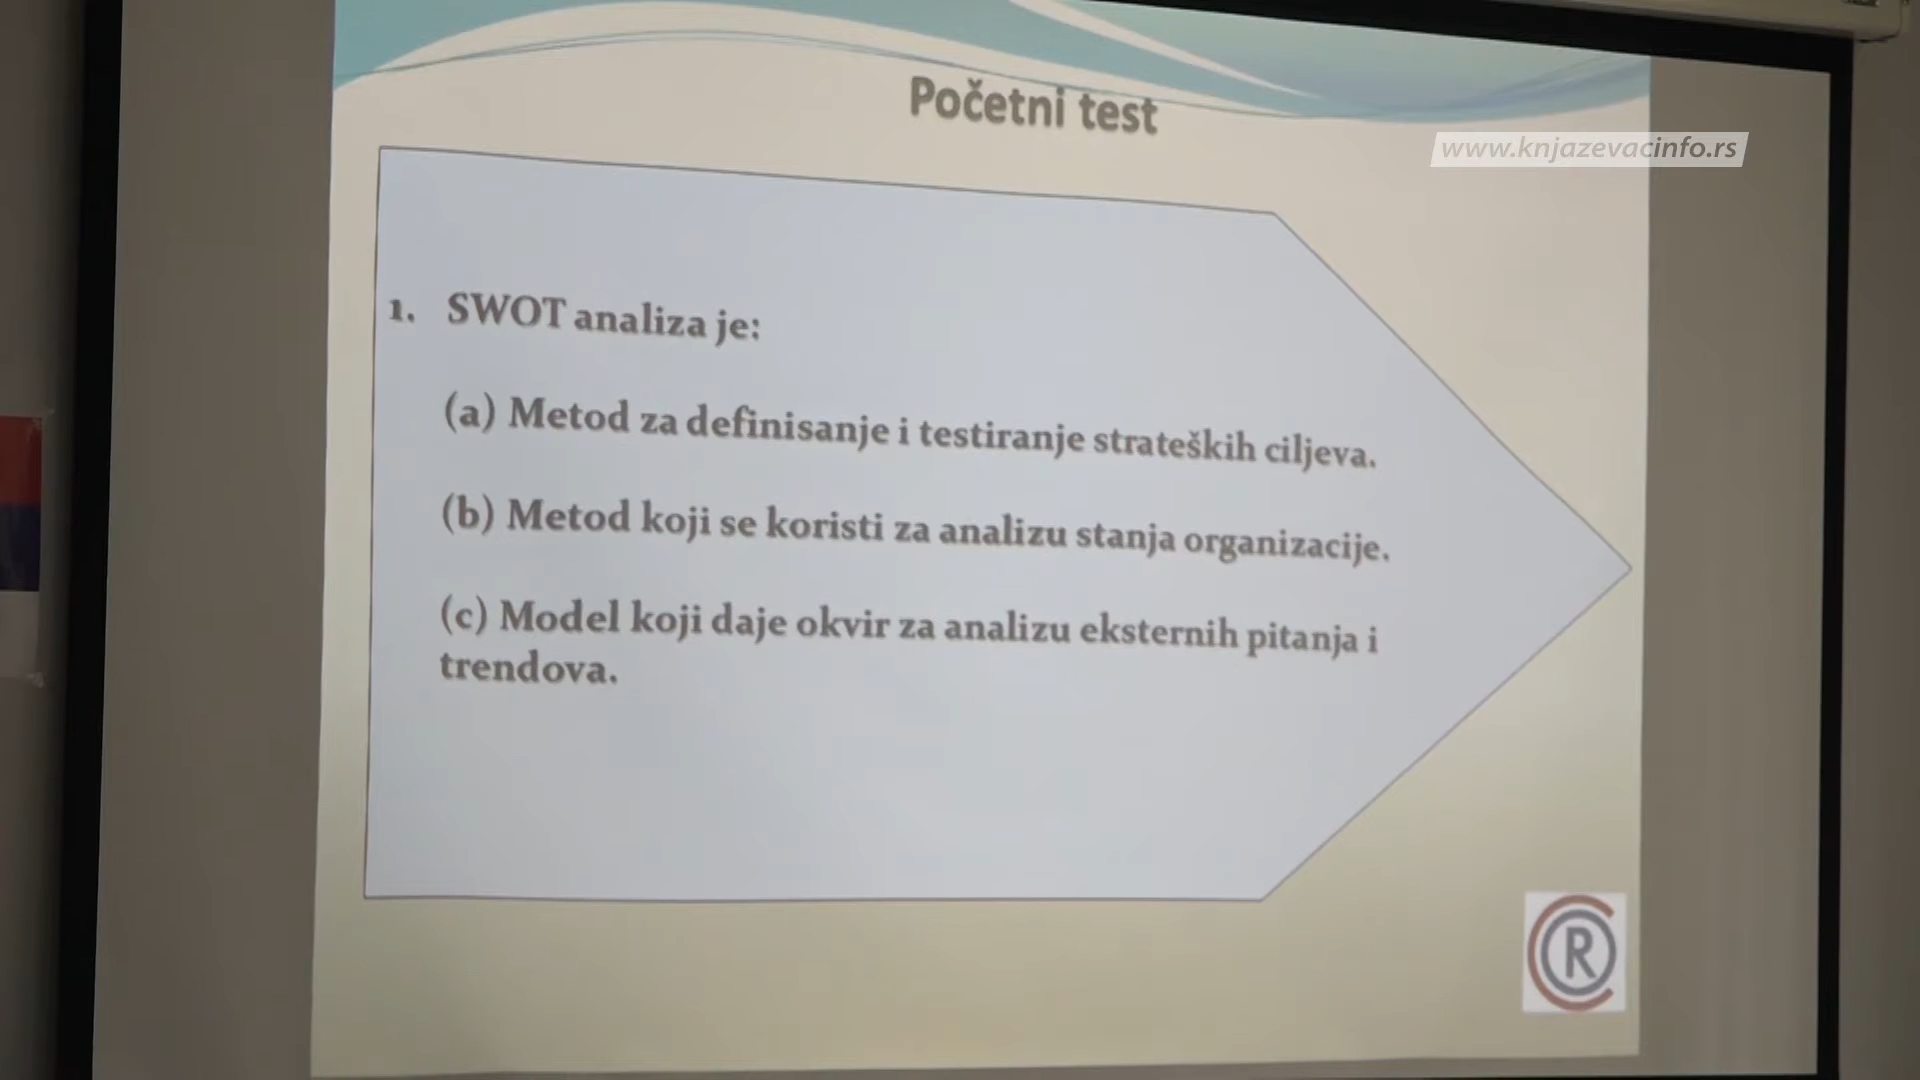 Početni test
www.knjazevacinfo.rs
1. SWOT analiza je:
(a) Metod za definisanje i testiranje strateških ciljeva.
(b) Metod koji se koristi za analizu stanja organizacije.
(c) Model koji daje okvir za analizu eksternih pitanja i
trendova.
R